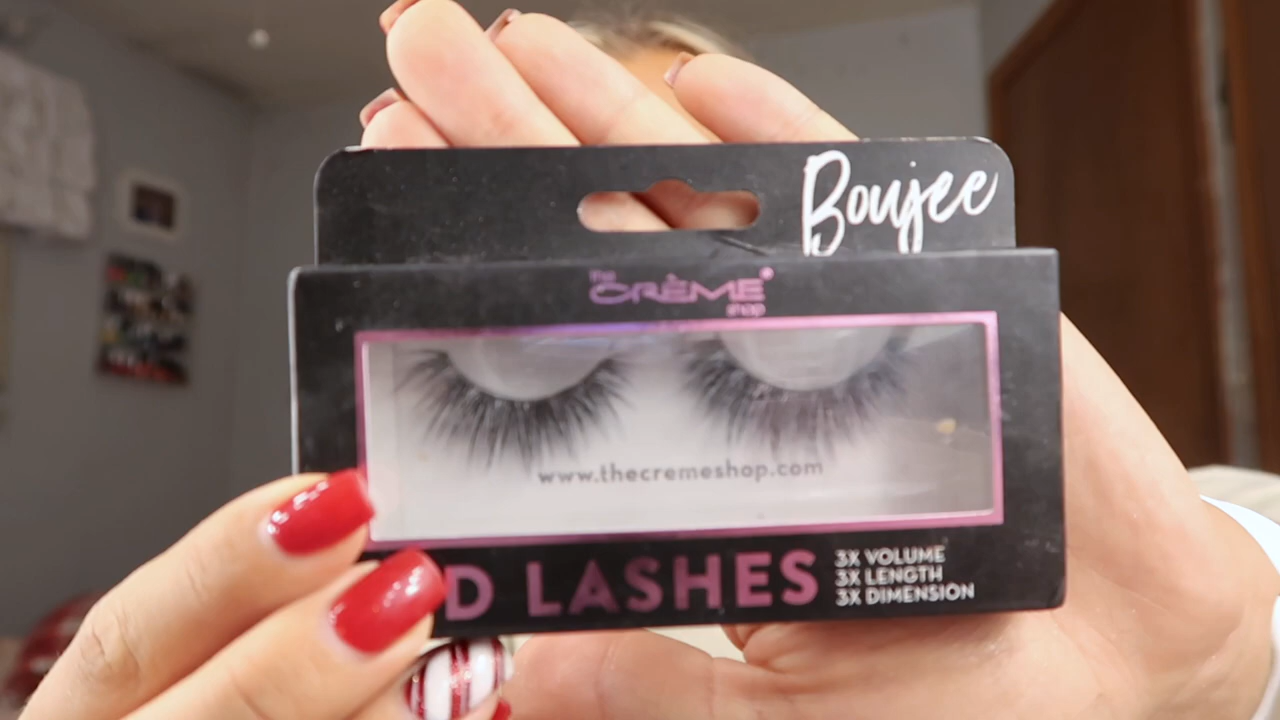 Boujee
The
CRÈME
shop
www.thecremeshop.com
D LASHES
3X VOLUME
3X LENGTH
3X DIMENSION